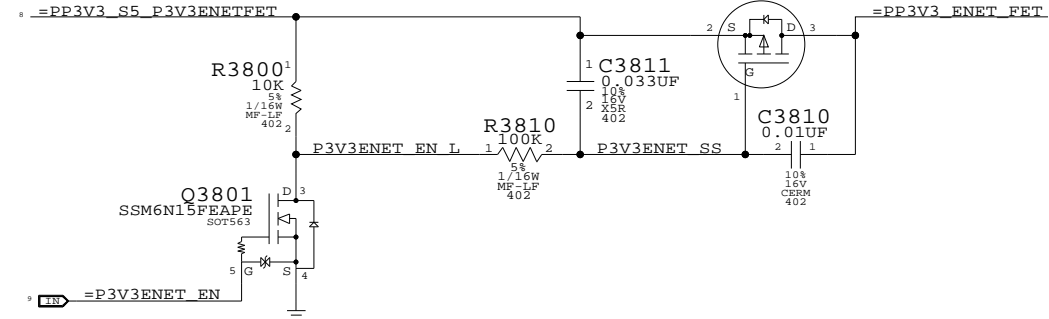 8 =PP3V3_S5_P3V3ENETFET
=PP3V3_ENET_FET
2 S D 3
G
1
R3800 1
10K
5%
1/16W
MF-LF
402 2
1 C3811
0.033UF
10%
16V
2 X5R
402
R3810
100K
1 2
5%
1/16W
MF-LF
402
C3810
0.01UF
2 1
10%
16V
CERM
402
P3V3ENET_EN_L
P3V3ENET_SS
Q3801
SSM6N15FEAPE
SOT563
D 3
5 G S 4
9 IN =P3V3ENET_EN